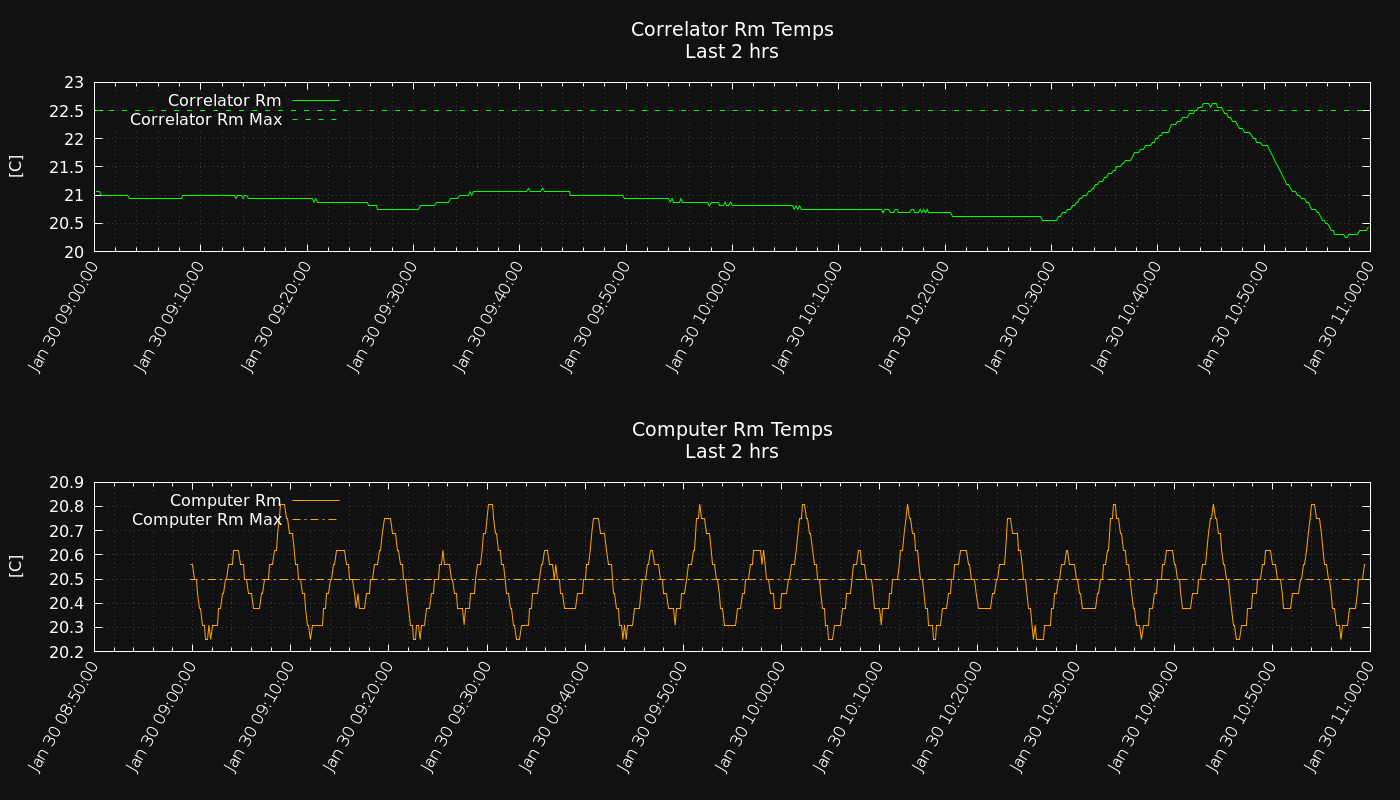 Correlator Rm Temps
Last 2 hrs
[C]
23
22.5
22
21.5
21
20.5
20
Correlator Rm
Correlator Rm Max
Jan 30 09:00:00
Jan 30 09:10:00
Jan 30 09:20:00
Jan 30 09:30:00
Jan 30 09:40:00
Jan 30 09:50:00
Jan 30 10:00:00
Jan 30 10:10:00
Jan 30 10:20:00
Jan 30 10:30:00
Jan 30 10:40:00
Jan 30 10:50:00
Jan 30 11:00:00
Computer Rm Temps
Last 2 hrs
[C]
20.9
20.8
20.7
20.6
20.5
20.4
20.3
20.2
Computer Rm
Computer Rm Max
Jan 30 08:50:00
Jan 30 09:00:00
Jan 30 09:10:00
Jan 30 09:20:00
Jan 30 09:30:00
Jan 30 09:40:00
Jan 30 09:50:00
Jan 30 10:00:00
Jan 30 10:10:00
Jan 30 10:20:00
Jan 30 10:30:00
Jan 30 10:40:00
Jan 30 10:50:00
Jan 30 11:00:00